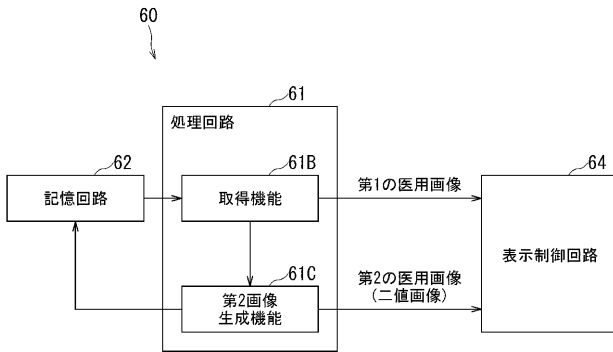 60
61
処理回路
62
記憶回路
61B
取得機能
第1の医用画像
64
表示制御回路
61C
第2画像
生成機能
第2の医用画像
(二値画像)